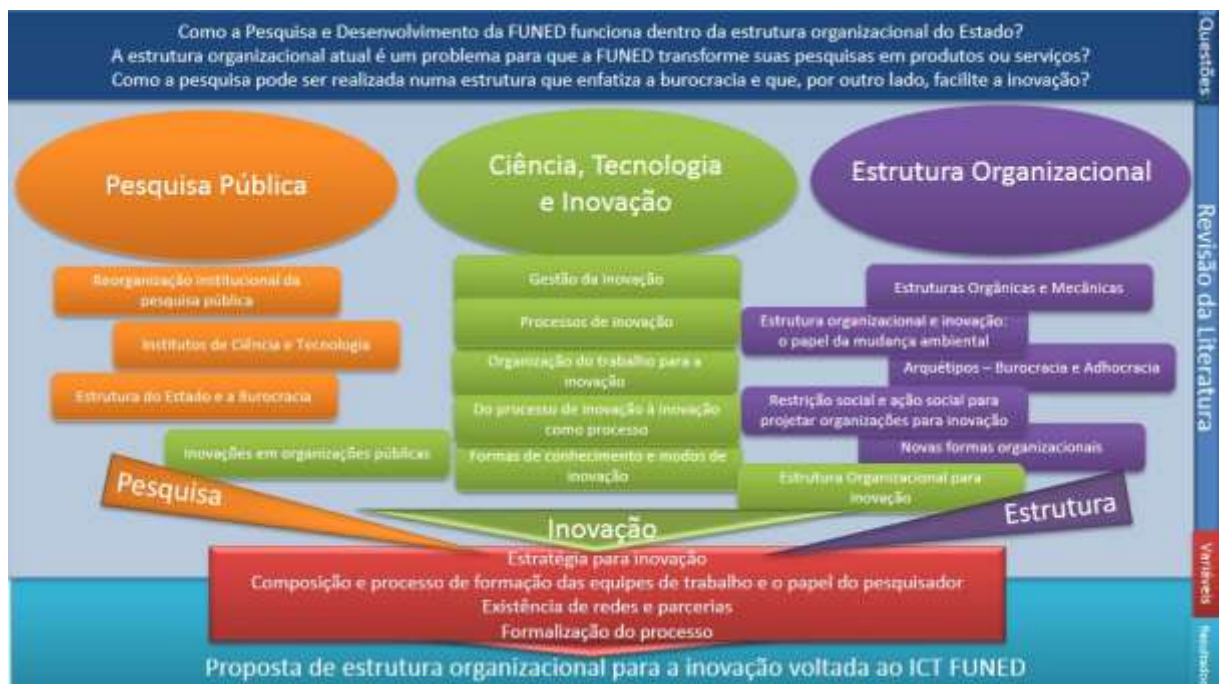 Como a Pesquisa e Desenvolvimento da FUNED funciona dentro da estrutura organizacional do Estado?
A estrutura organizacional atual é um problema para que a FUNED transforme suas pesquisas em produtos ou serviços?
Como a pesquisa pode ser realizada numa estrutura que enfatiza a burocracia e que, por outro lado, facilite a inovação?
Questões
Pesquisa Pública
Reorganização institucional da
pesquisa pública
Institutos de Ciência e Tecnologia
Estrutura do Estado e a Burocracia
Ciência, Tecnologia
e Inovação
Gestão da inovação
Processos de inovação
Organização do trabalho para a
inovação
Do processo de inovação à inovação
como processo
Formas de conhecimento e modos de
inovação
Inovações em organizações públicas
Estrutura Organizacional para
inovação
Estrutura Organizacional
Estruturas Orgânicas e Mecânicas
Estrutura organizacional e inovação:
o papel da mudança ambiental
Arquétipos – Burocracia e Adhocracia
Restrição social e ação social para
projetar organizações para inovação
Novas formas organizacionais
Revisão da Literatura
Pesquisa
Inovação
Estrutura
Estratégia para inovação
Composição e processo de formação das equipes de trabalho e o papel do pesquisador
Existência de redes e parcerias
Formalização do processo
Variáveis
Proposta de estrutura organizacional para a inovação voltada ao ICT FUNED
Resultados